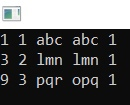 1 1 abc abc 1
3 2 lmn lmn 1
9 3 pqr opq 1